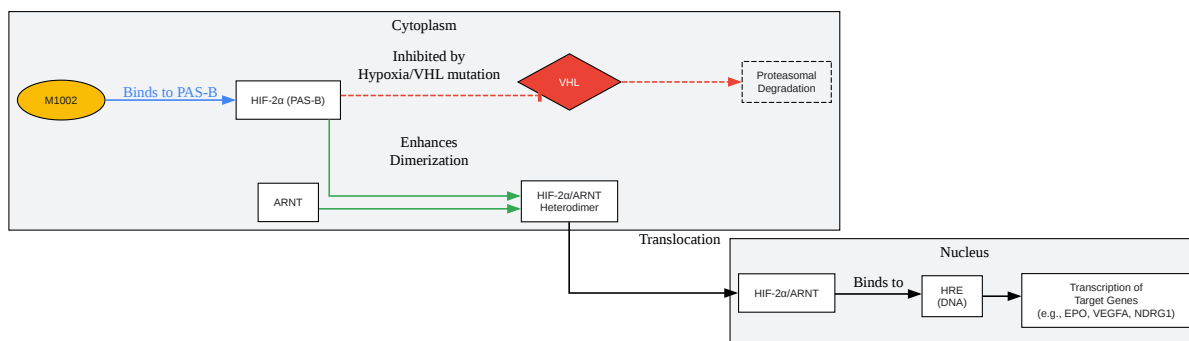 Cytoplasm
Inhibited by
Hypoxia/VHL mutation
VHL
Proteasomal
Degradation
M1002
Binds to PAS-B
HIF-2α (PAS-B)
Enhances
Dimerization
ARNT
HIF-2α/ARNT
Heterodimer
Translocation
Nucleus
HIF-2α/ARNT
Binds to
HRE
(DNA)
Transcription of
Target Genes
(e.g., EPO, VEGFA, NDRG1)